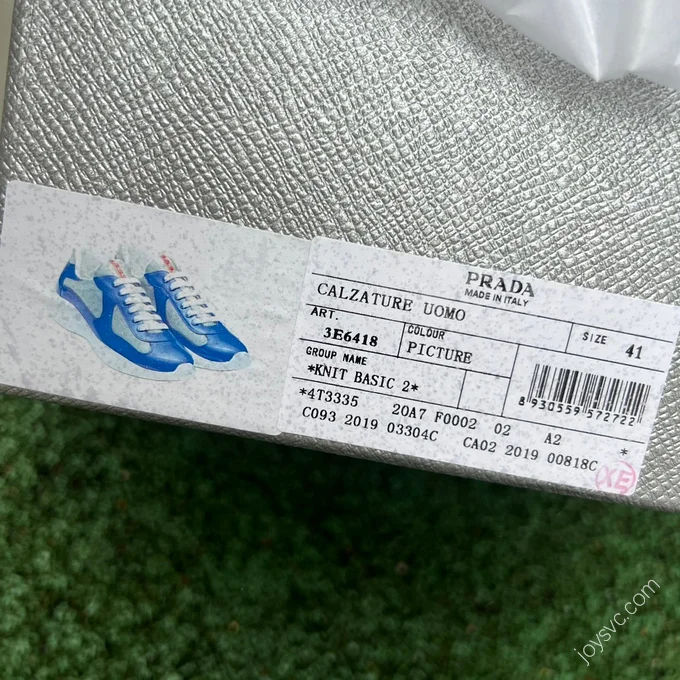 PRADA
MADE IN ITALY
CALZATURE UOMO
SIZE 41
ART. 3E6418
COLOUR PICTURE
GROUP NAME
*KNIT BASIC 2*
8 930559 572722
*4T3335 20A7 F0002 02 A2 *
C093 2019 03304C CA02 2019 00818C
XE
joysvc.com